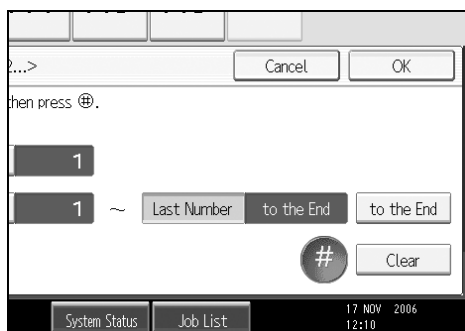 2...>
Cancel
OK
then press #.
1
1 ~ Last Number to the End to the End
# Clear
System Status Job List
17 NOV 2006
12:10